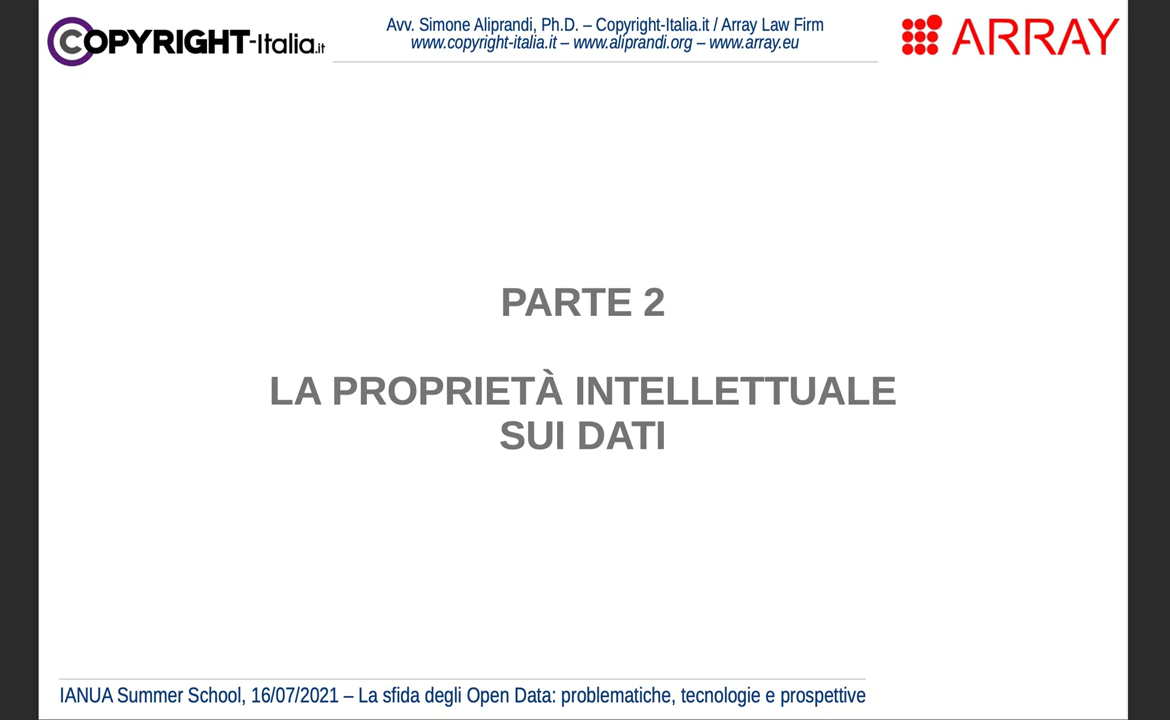 COPYRIGHT-Italia.it
Avv. Simone Aliprandi, Ph.D. – Copyright-Italia.it / Array Law Firm
www.copyright-italia.it – www.aliprandi.org – www.array.eu
ARRAY
PARTE 2
LA PROPRIETÀ INTELLETTUALE
SUI DATI
IANUA Summer School, 16/07/2021 – La sfida degli Open Data: problematiche, tecnologie e prospettive